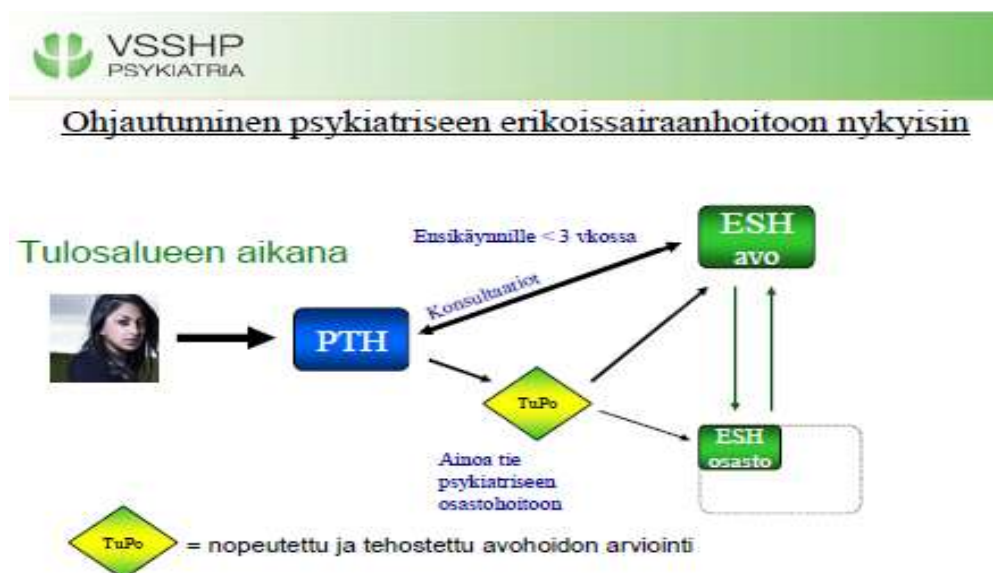 VSSHP
PSYKIATRIA
Ohjautuminen psykiatriseen erikoissairaanhoitoon nykyisin
Tulosalueen aikana
Ensikäynnille < 3 vkossa
Konsultaatiot
ESH
avo
PTH
TuPo
ESH
osasto
Ainoa tie
psykiatriseen
osastohoitoon
TuPo
= nopeutettu ja tehostettu avohoidon arviointi